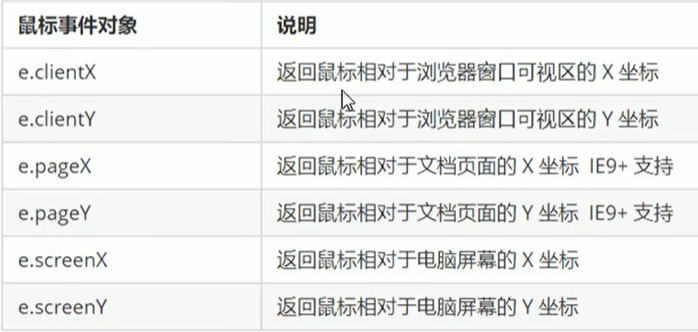 鼠标事件对象 说明
e.clientX 返回鼠标相对于浏览器窗口可视区的 X 坐标
e.clientY 返回鼠标相对于浏览器窗口可视区的 Y 坐标
e.pageX 返回鼠标相对于文档页面的 X 坐标 IE9+ 支持
e.pageY 返回鼠标相对于文档页面的 Y 坐标 IE9+ 支持
e.screenX 返回鼠标相对于电脑屏幕的 X 坐标
e.screenY 返回鼠标相对于电脑屏幕的 Y 坐标